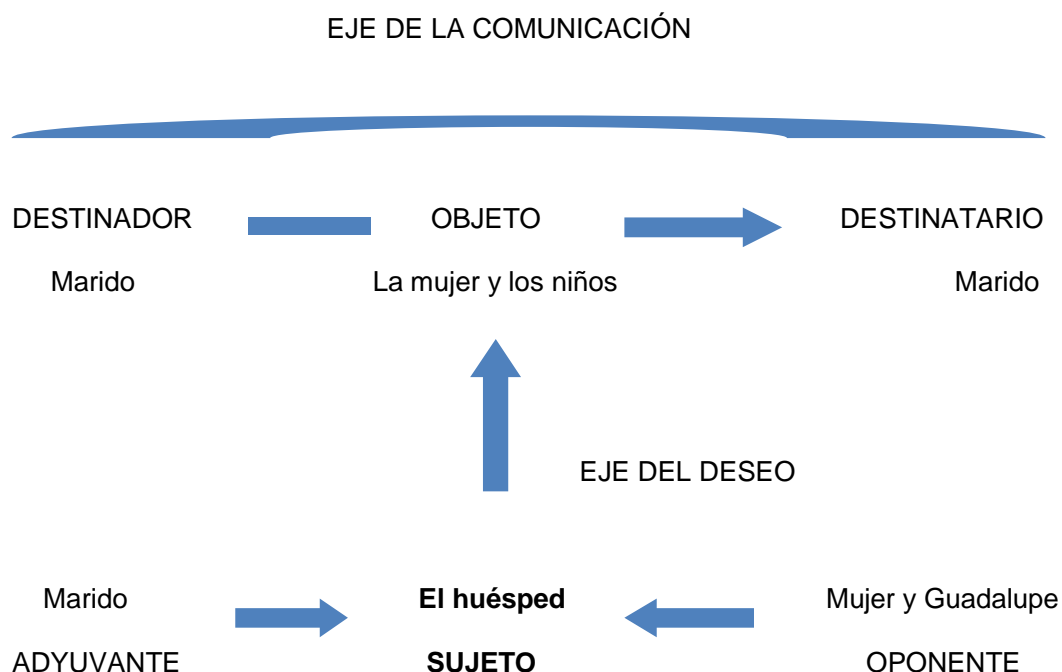 EJE DE LA COMUNICACIÓN
DESTINADOR OBJETO DESTINATARIO
Marido La mujer y los niños Marido
EJE DEL DESEO
Marido El huésped Mujer y Guadalupe
ADYUVANTE SUJETO OPONENTE